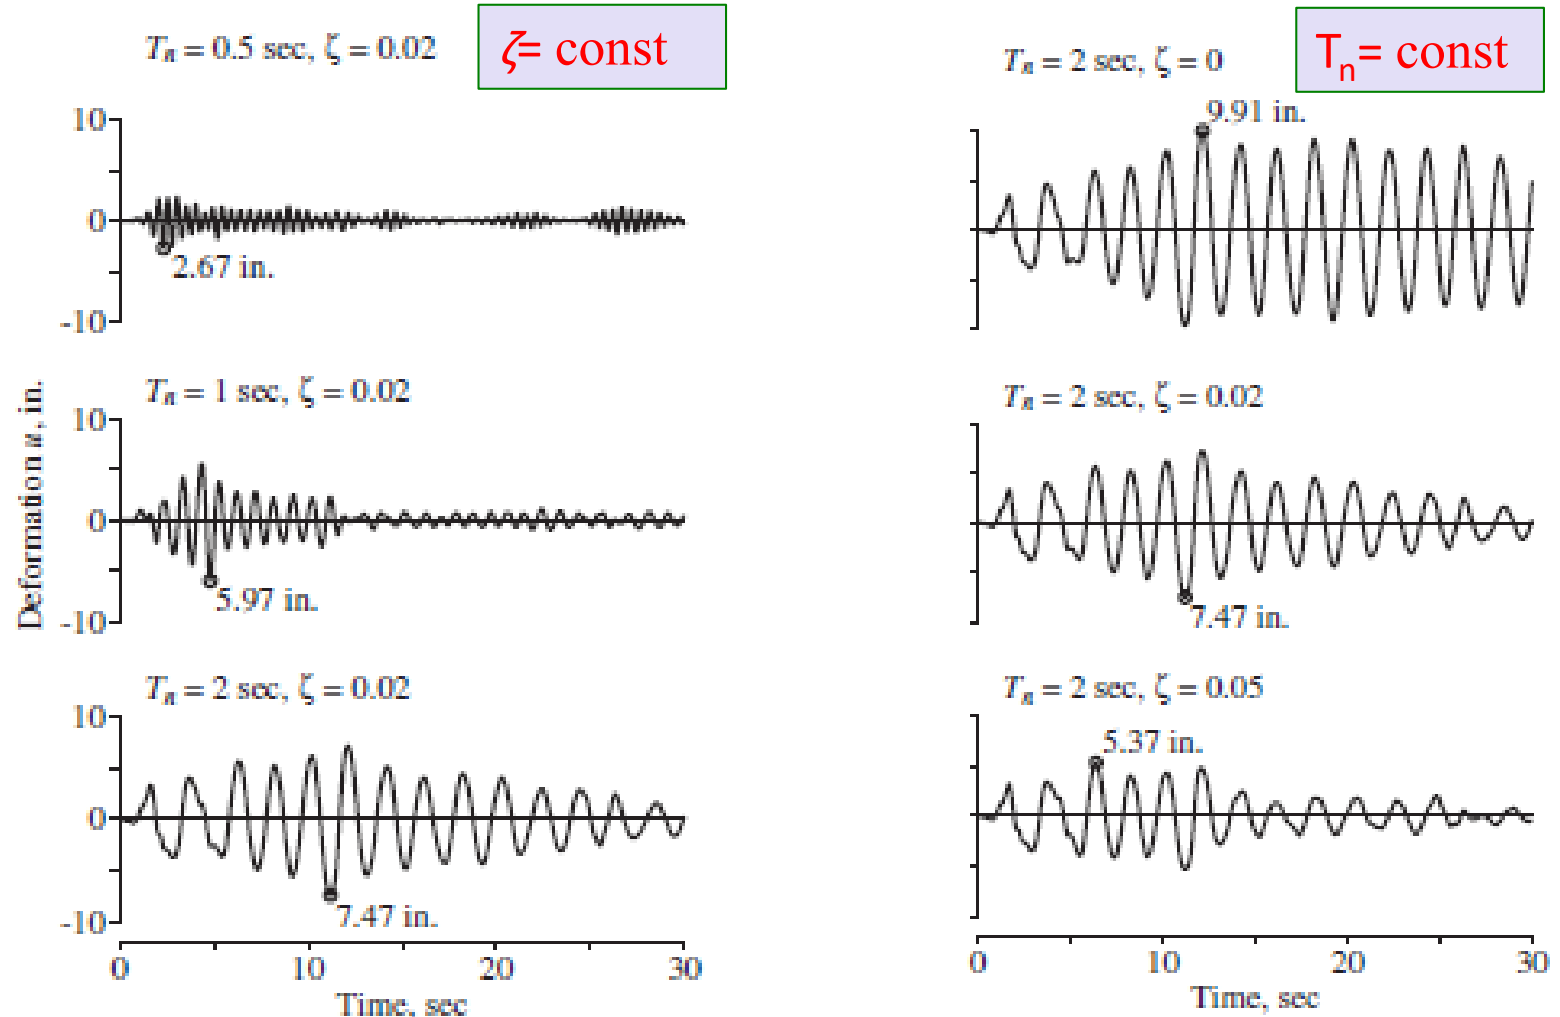 Tn = 0.5 sec, ζ = 0.02
ζ= const
10
0
-10
2.67 in.
Tn = 1 sec, ζ = 0.02
10
0
-10
5.97 in.
Deformation u, in.
Tn = 2 sec, ζ = 0.02
10
0
-10
7.47 in.
0 10 20 30
Time, sec
Tn = 2 sec, ζ = 0
Tn= const
9.91 in.
Tn = 2 sec, ζ = 0.02
7.47 in.
Tn = 2 sec, ζ = 0.05
5.37 in.
0 10 20 30
Time, sec